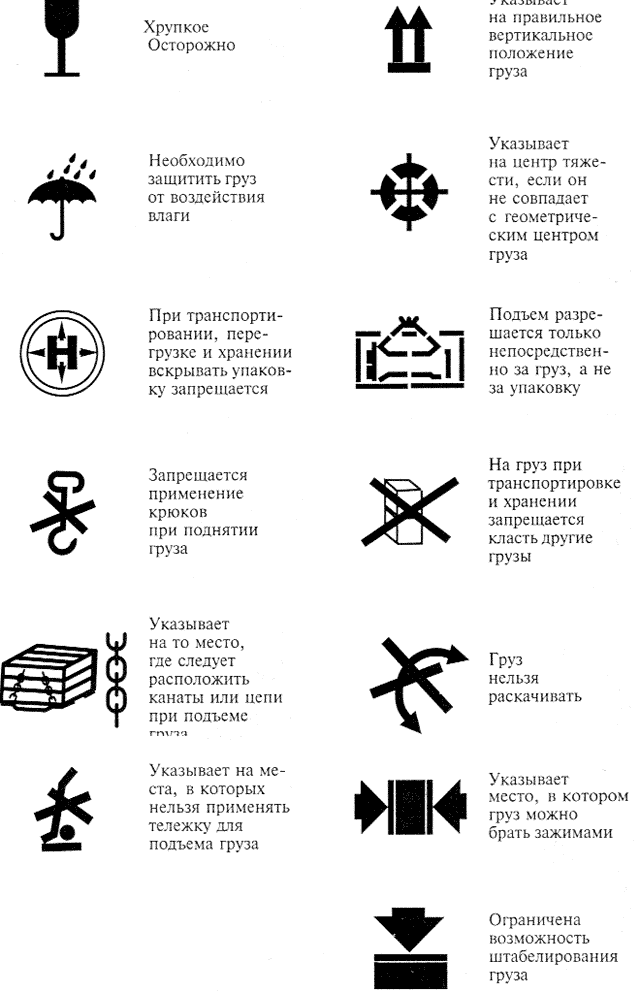 Хрупкое
Осторожно
Указывает
на правильное
вертикальное
положение
груза
Необходимо
защитить груз
от воздействия
влаги
Указывает
на центр тяже-
сти, если он
не совпадает
с геометриче-
ским центром
груза
При транспорти-
ровании, пере-
грузке и хранении
вскрывать упаков-
ку запрещается
Подъем разре-
шается только
непосредствен-
но за груз, а не
за упаковку
Запрещается
применение
крюков
при поднятии
груза
На груз при
транспортировке
и хранении
запрещается
класть другие
грузы
Указывает
на то место,
где следует
расположить
канаты или цепи
при подъеме
груза
Груз
нельзя
раскачивать
Указывает на ме-
ста, в которых
нельзя применять
тележку для
подъема груза
Указывает
место, в котором
груз можно
брать зажимами
Ограничена
возможность
штабелирования
груза